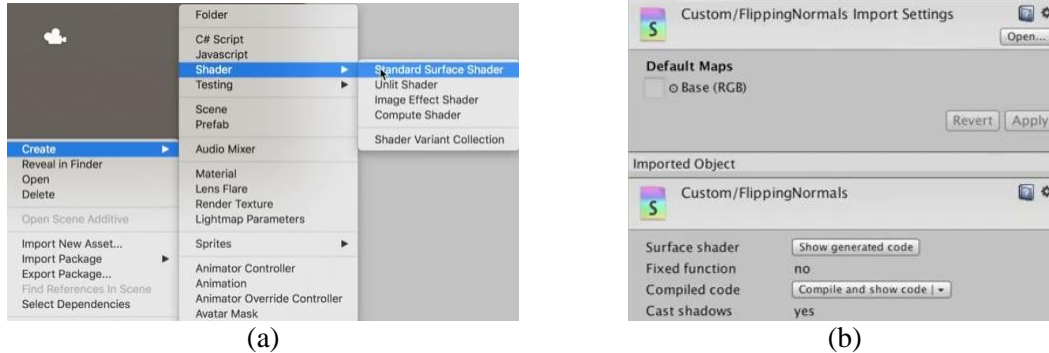 Folder
C# Script
Javascript
Shader
Testing
Scene
Prefab
Audio Mixer
Material
Lens Flare
Render Texture
Lightmap Parameters
Sprites
Animator Controller
Animation
Animator Override Controller
Avatar Mask
Standard Surface Shader
Unlit Shader
Image Effect Shader
Compute Shader
Shader Variant Collection
Create
Reveal in Finder
Open
Delete
Open Scene Additive
Import New Asset...
Import Package
Export Package...
Find References In Scene
Select Dependencies
(a)
S
Custom/FlippingNormals Import Settings
Open...
Default Maps
Base (RGB)
Revert Apply
Imported Object
S
Custom/FlippingNormals
Surface shader Show generated code
Fixed function no
Compiled code Compile and show code | ▾
Cast shadows yes
(b)